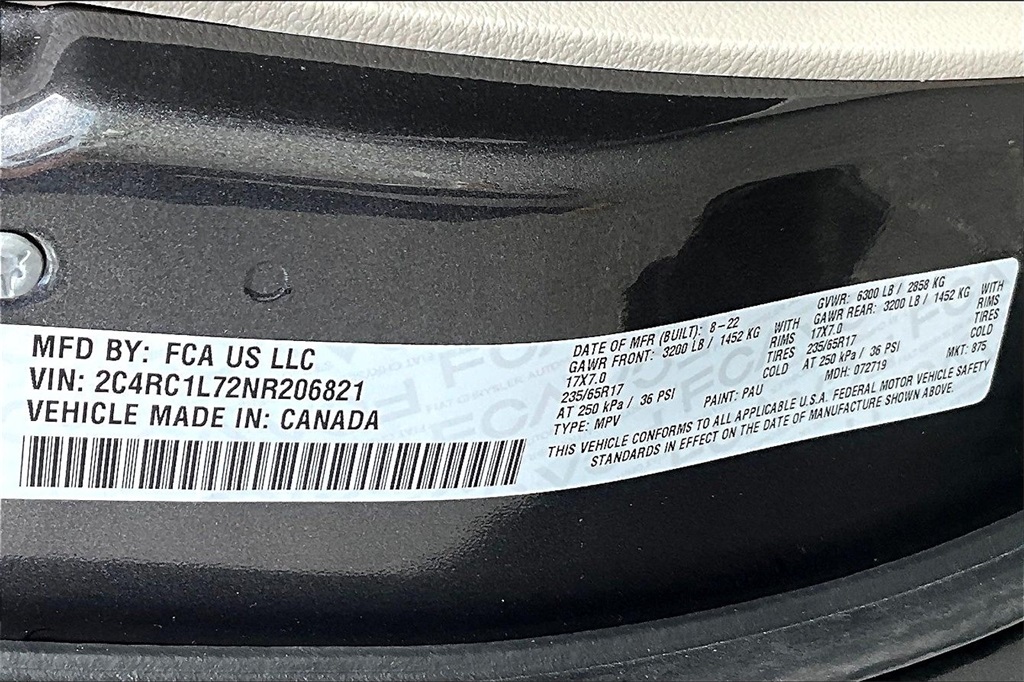 MFD BY: FCA US LLC
VIN: 2C4RC1L72NR206821
VEHICLE MADE IN: CANADA
DATE OF MFR (BUILT): 8-22 GVWR: 6300 LB / 2858 KG
GAWR FRONT: 3200 LB / 1452 KG WITH GAWR REAR: 3200 LB / 1452 KG WITH
17X7.0 RIMS 17X7.0 RIMS
235/65R17 TIRES 235/65R17 TIRES
AT 250 kPa / 36 PSI COLD AT 250 kPa / 36 PSI COLD
TYPE: MPV PAINT: PAU MDH: 072719 MKT: 875
THIS VEHICLE CONFORMS TO ALL APPLICABLE U.S.A. FEDERAL MOTOR VEHICLE SAFETY
STANDARDS IN EFFECT ON THE DATE OF MANUFACTURE SHOWN ABOVE.